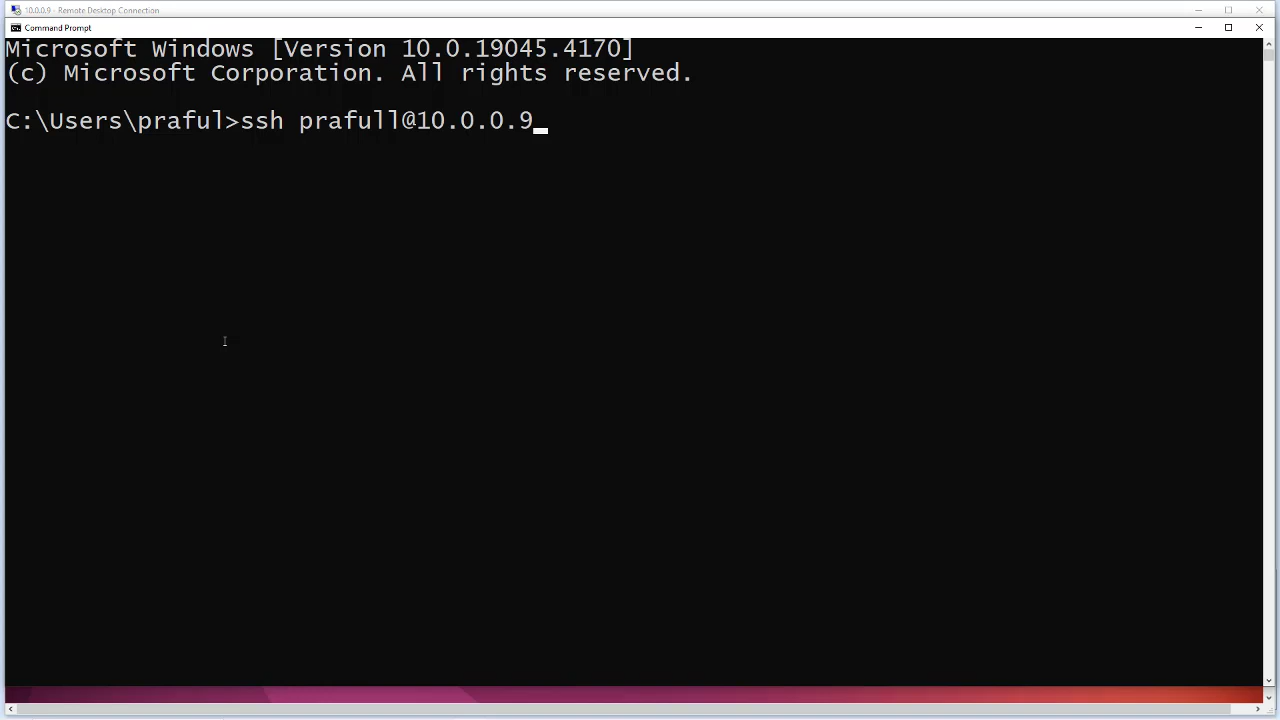 10.0.0.9 - Remote Desktop Connection
Command Prompt
Microsoft Windows [Version 10.0.19045.4170]
(c) Microsoft Corporation. All rights reserved.
C:\Users\praful>ssh prafull@10.0.0.9